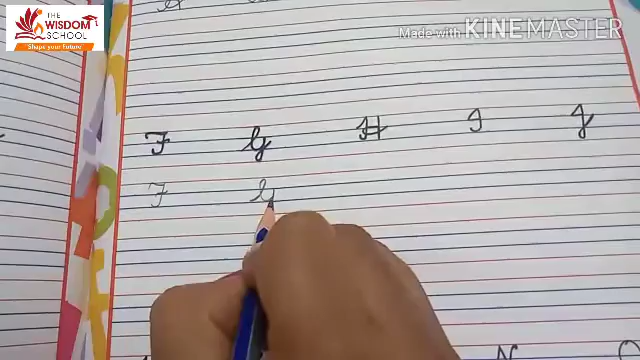 THE
WISDOM
SCHOOL
"Shape your Future"
Made with KINEMASTER
F G H I J
F G
N O